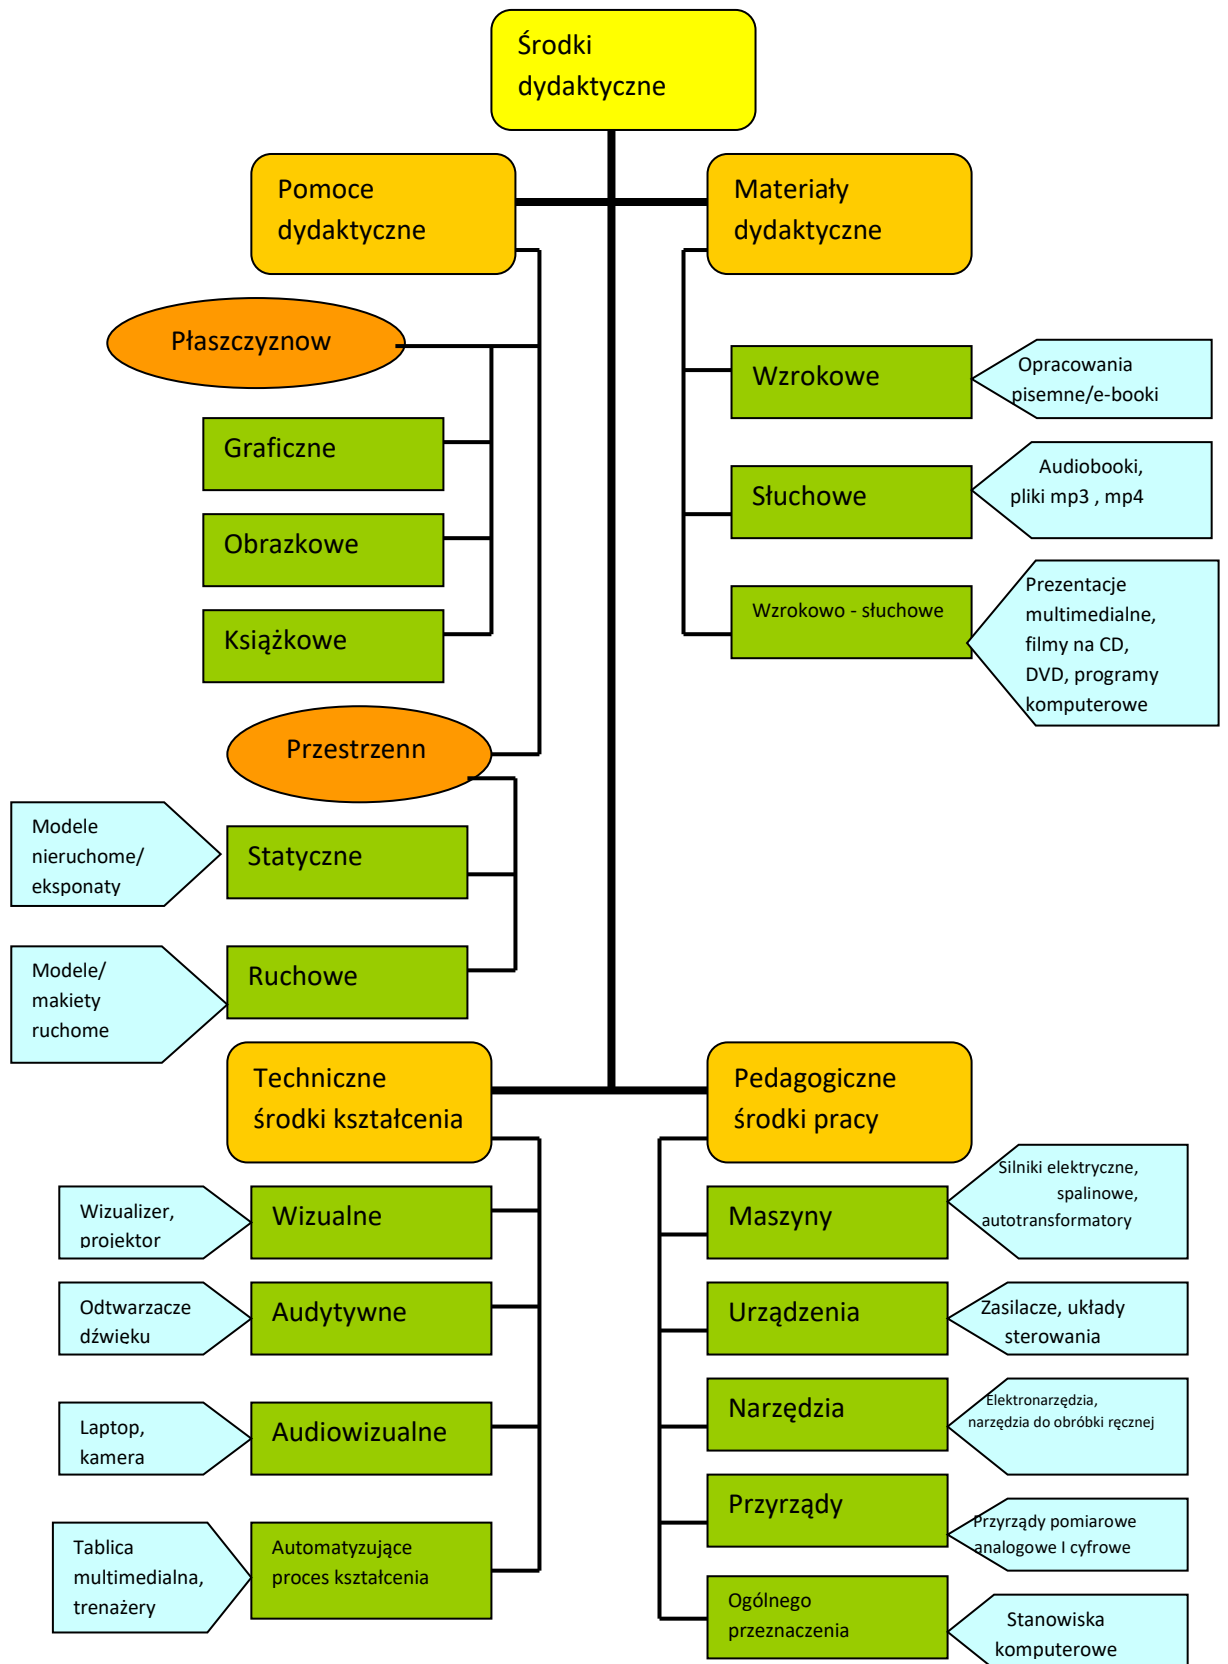 Środki
dydaktyczne
Pomoce
dydaktyczne
Materiały
dydaktyczne
Płaszczyznow
Graficzne
Obrazkowe
Książkowe
Wzrokowe
Opracowania
pisemne/e-booki
Słuchowe
Audiobooki,
pliki mp3 , mp4
Wzrokowo - słuchowe
Prezentacje
multimedialne,
filmy na CD,
DVD, programy
komputerowe
Przestrzenn
Modele
nieruchome/
eksponaty
Statyczne
Modele/
makiety
ruchome
Ruchowe
Techniczne
środki kształcenia
Wizualizer,
projektor
Wizualne
Odtwarzacze
dźwieku
Audytywne
Laptop,
kamera
Audiowizualne
Tablica
multimedialna,
trenażery
Automatyzujące
proces kształcenia
Pedagogiczne
środki pracy
Maszyny
Silniki elektryczne,
spalinowe,
autotransformatory
Urządzenia
Zasilacze, układy
sterowania
Narzędzia
Elektronarzędzia,
narzędzia do obróbki ręcznej
Przyrządy
Przyrządy pomiarowe
analogowe I cyfrowe
Ogólnego
przeznaczenia
Stanowiska
komputerowe